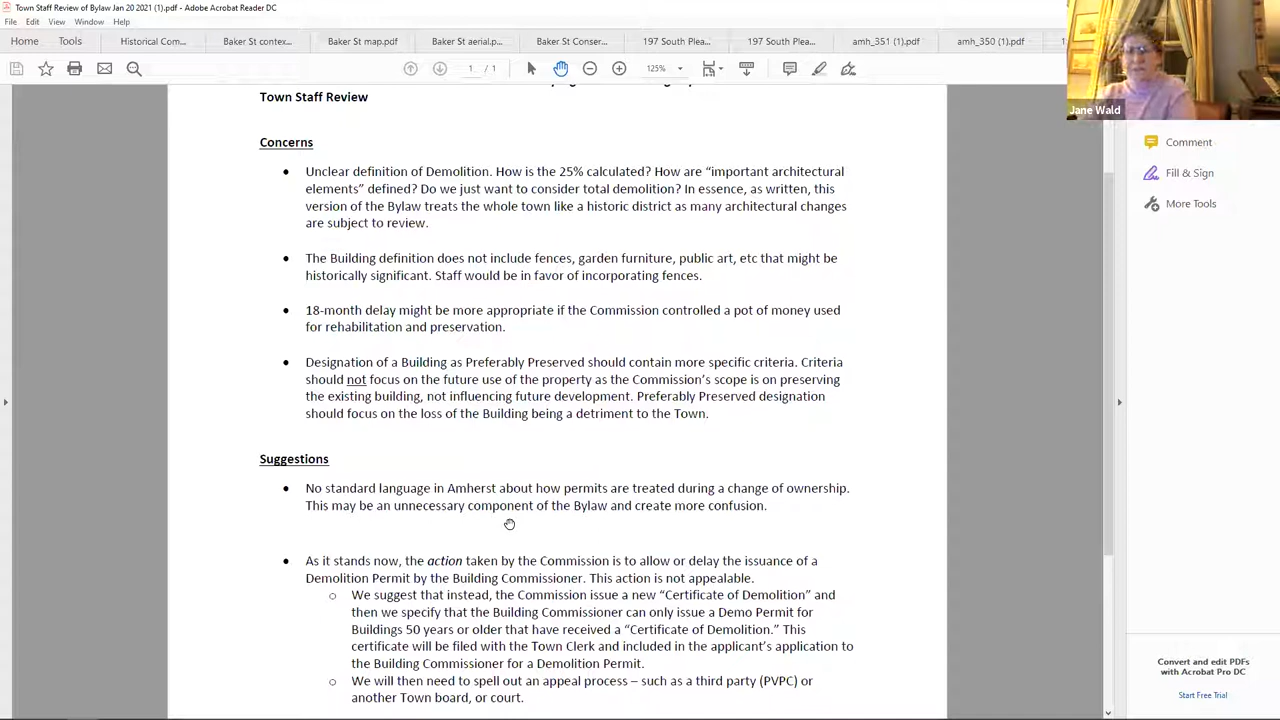 Town Staff Review of Bylaw Jan 20 2021 (1).pdf - Adobe Acrobat Reader DC
File Edit View Window Help
Home Tools Historical Com... Baker St contex... Baker St map.pdf Baker St aerial.p... Baker St Conser... 197 South Plea... 197 South Plea... amh_351 (1).pdf amh_350 (1).pdf 1
1 / 1 125%
Jane Wald
Town Staff Review
Concerns
• Unclear definition of Demolition. How is the 25% calculated? How are “important architectural
elements” defined? Do we just want to consider total demolition? In essence, as written, this
version of the Bylaw treats the whole town like a historic district as many architectural changes
are subject to review.
• The Building definition does not include fences, garden furniture, public art, etc that might be
historically significant. Staff would be in favor of incorporating fences.
• 18-month delay might be more appropriate if the Commission controlled a pot of money used
for rehabilitation and preservation.
• Designation of a Building as Preferably Preserved should contain more specific criteria. Criteria
should not focus on the future use of the property as the Commission’s scope is on preserving
the existing building, not influencing future development. Preferably Preserved designation
should focus on the loss of the Building being a detriment to the Town.
Suggestions
• No standard language in Amherst about how permits are treated during a change of ownership.
This may be an unnecessary component of the Bylaw and create more confusion.
• As it stands now, the action taken by the Commission is to allow or delay the issuance of a
Demolition Permit by the Building Commissioner. This action is not appealable.
o We suggest that instead, the Commission issue a new “Certificate of Demolition” and
then we specify that the Building Commissioner can only issue a Demo Permit for
Buildings 50 years or older that have received a “Certificate of Demolition.” This
certificate will be filed with the Town Clerk and included in the applicant’s application to
the Building Commissioner for a Demolition Permit.
o We will then need to spell out an appeal process – such as a third party (PVPC) or
another Town board, or court.
Comment
Fill & Sign
More Tools
Convert and edit PDFs
with Acrobat Pro DC
Start Free Trial